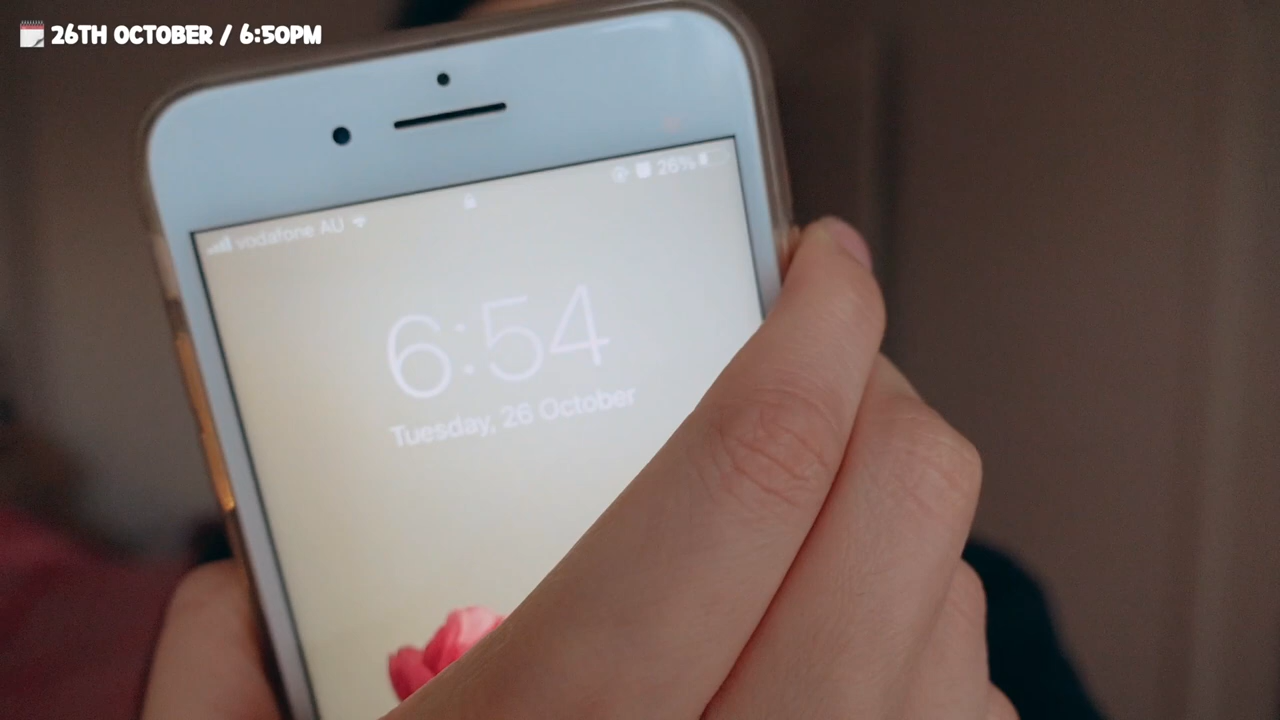 26TH OCTOBER / 6:50PM
vodafone AU
26%
6:54
Tuesday, 26 October